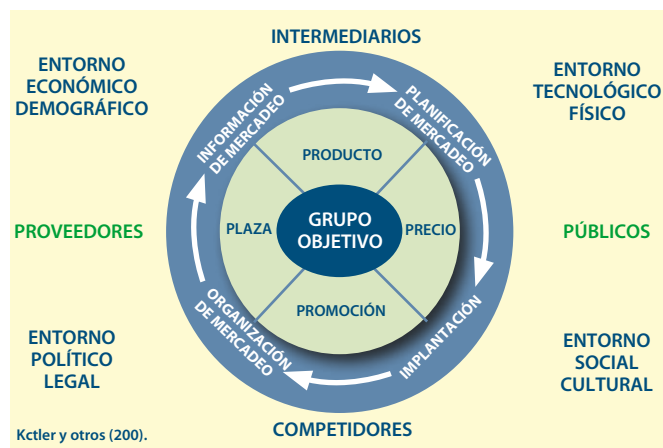 INTERMEDIARIOS
ENTORNO
ECONÓMICO
DEMOGRÁFICO
ENTORNO
TECNOLÓGICO
FÍSICO
INFORMACIÓN
DE MERCADEO
PLANIFICACIÓN
DE MERCADEO
PRODUCTO
PROVEEDORES
PLAZA
GRUPO
OBJETIVO
PRECIO
PÚBLICOS
PROMOCIÓN
ORGANIZACIÓN
DE MERCADEO
IMPLANTACIÓN
ENTORNO
POLÍTICO
LEGAL
ENTORNO
SOCIAL
CULTURAL
COMPETIDORES
Kctler y otros (200).